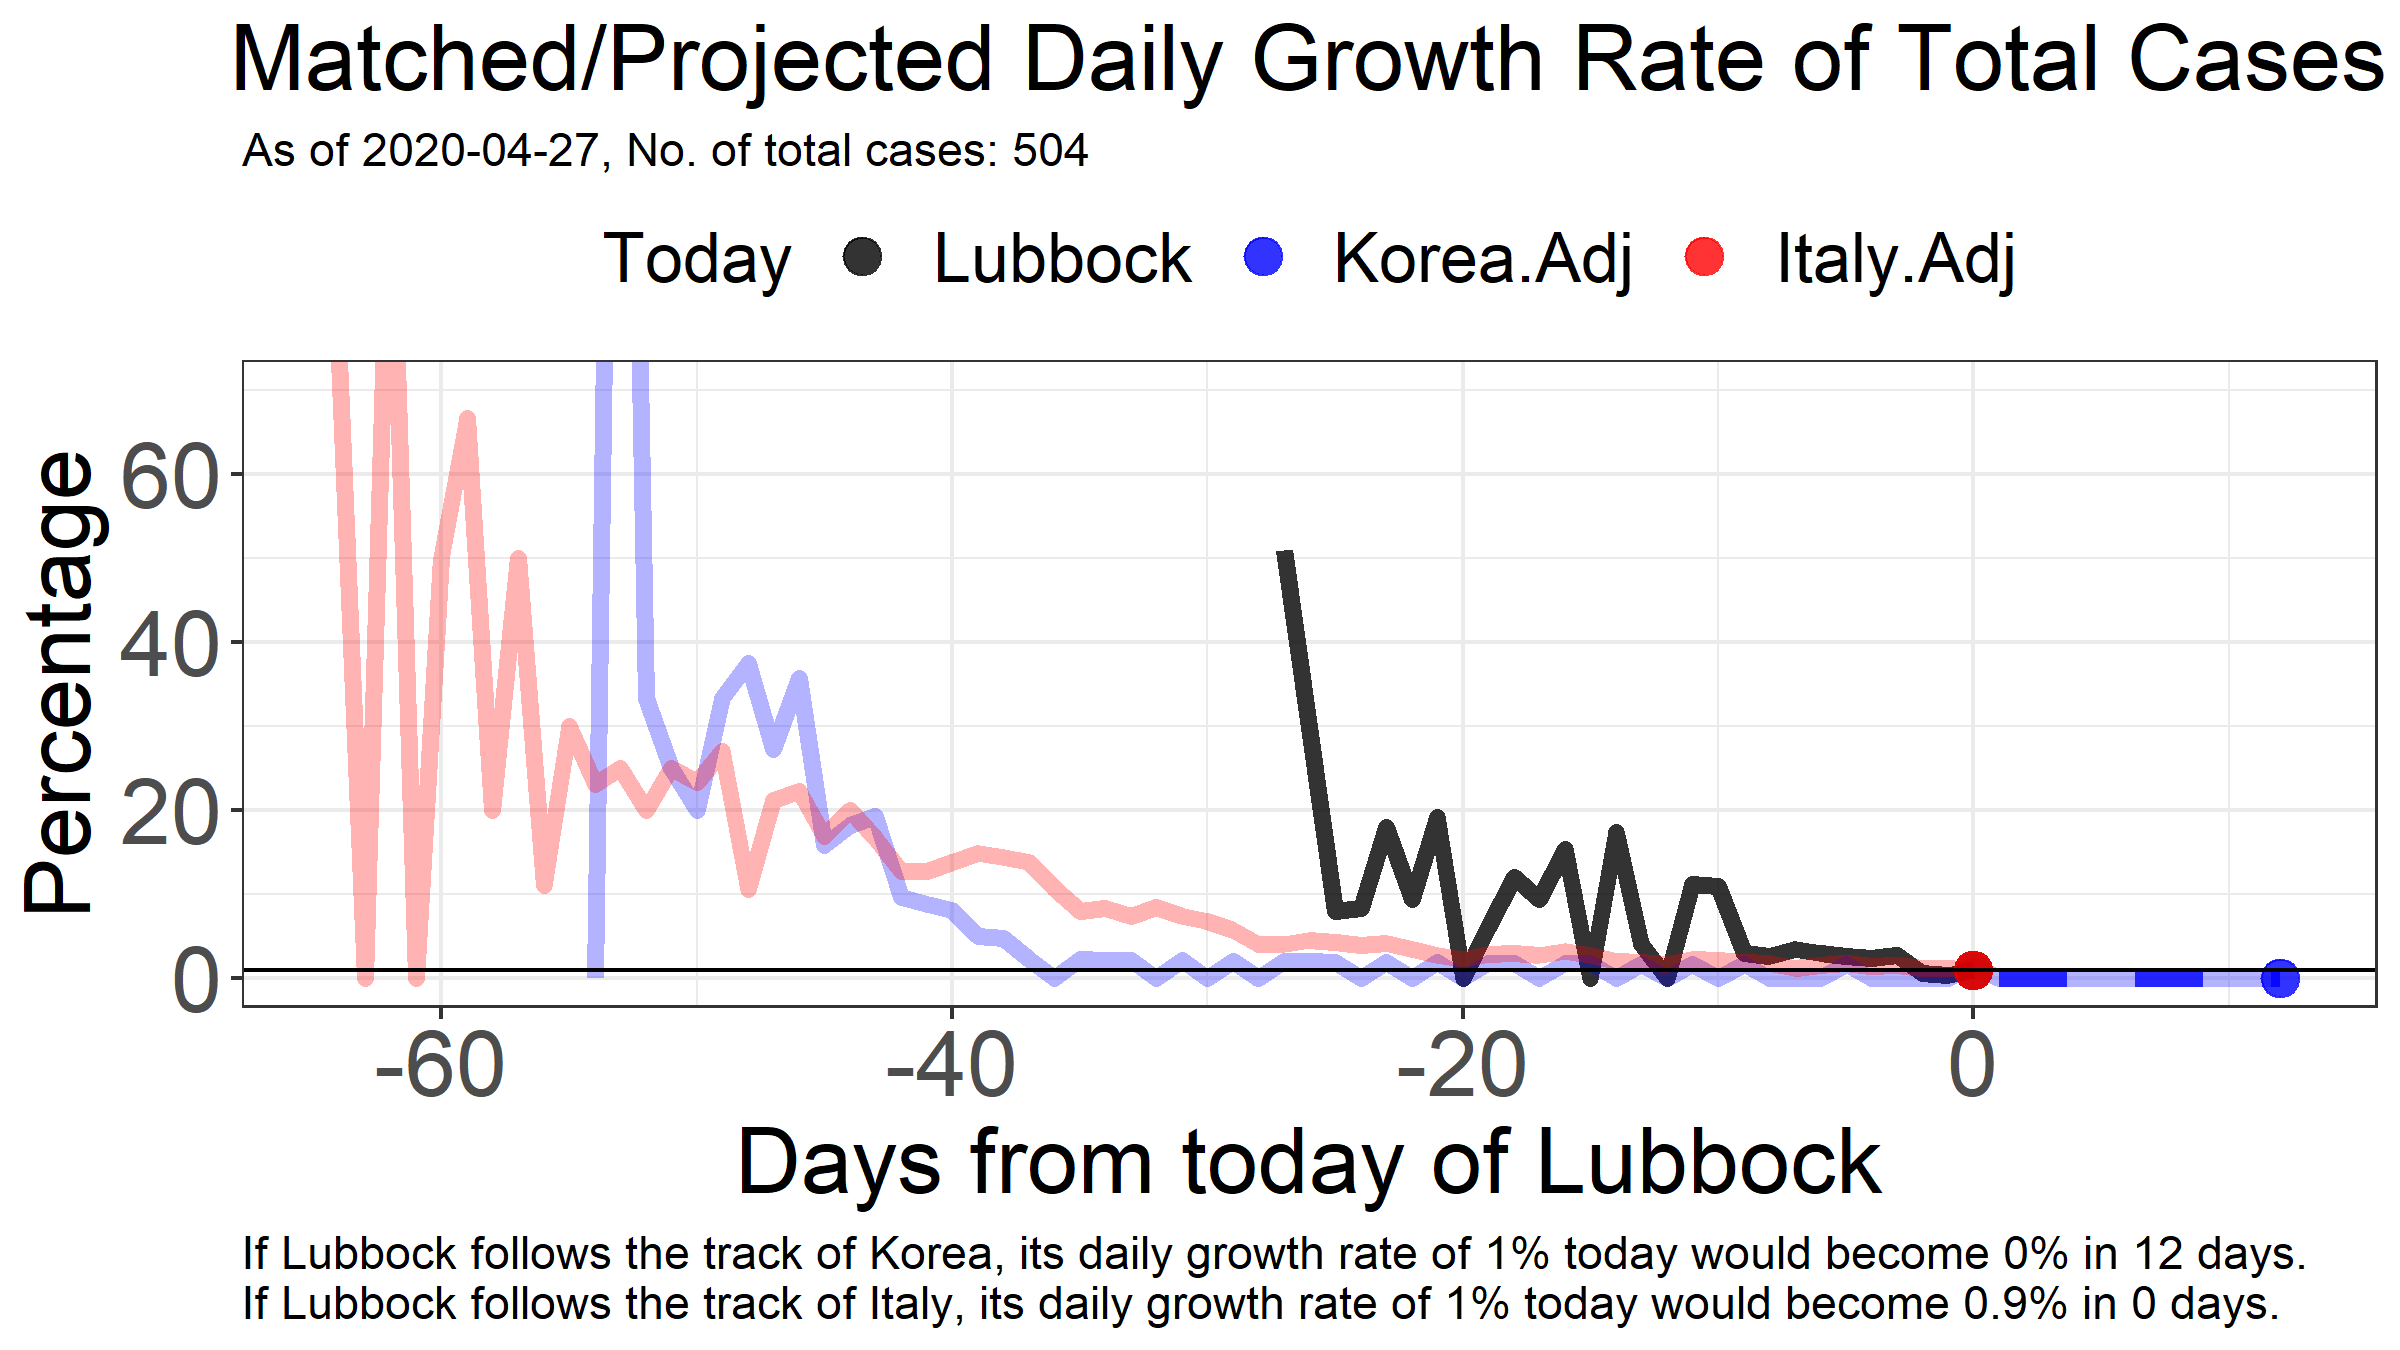 Matched/Projected Daily Growth Rate of Total Cases
As of 2020-04-27, No. of total cases: 504
Today Lubbock Korea.Adj Italy.Adj
Percentage
60
40
20
0
-60 -40 -20 0
Days from today of Lubbock
If Lubbock follows the track of Korea, its daily growth rate of 1% today would become 0% in 12 days.
If Lubbock follows the track of Italy, its daily growth rate of 1% today would become 0.9% in 0 days.